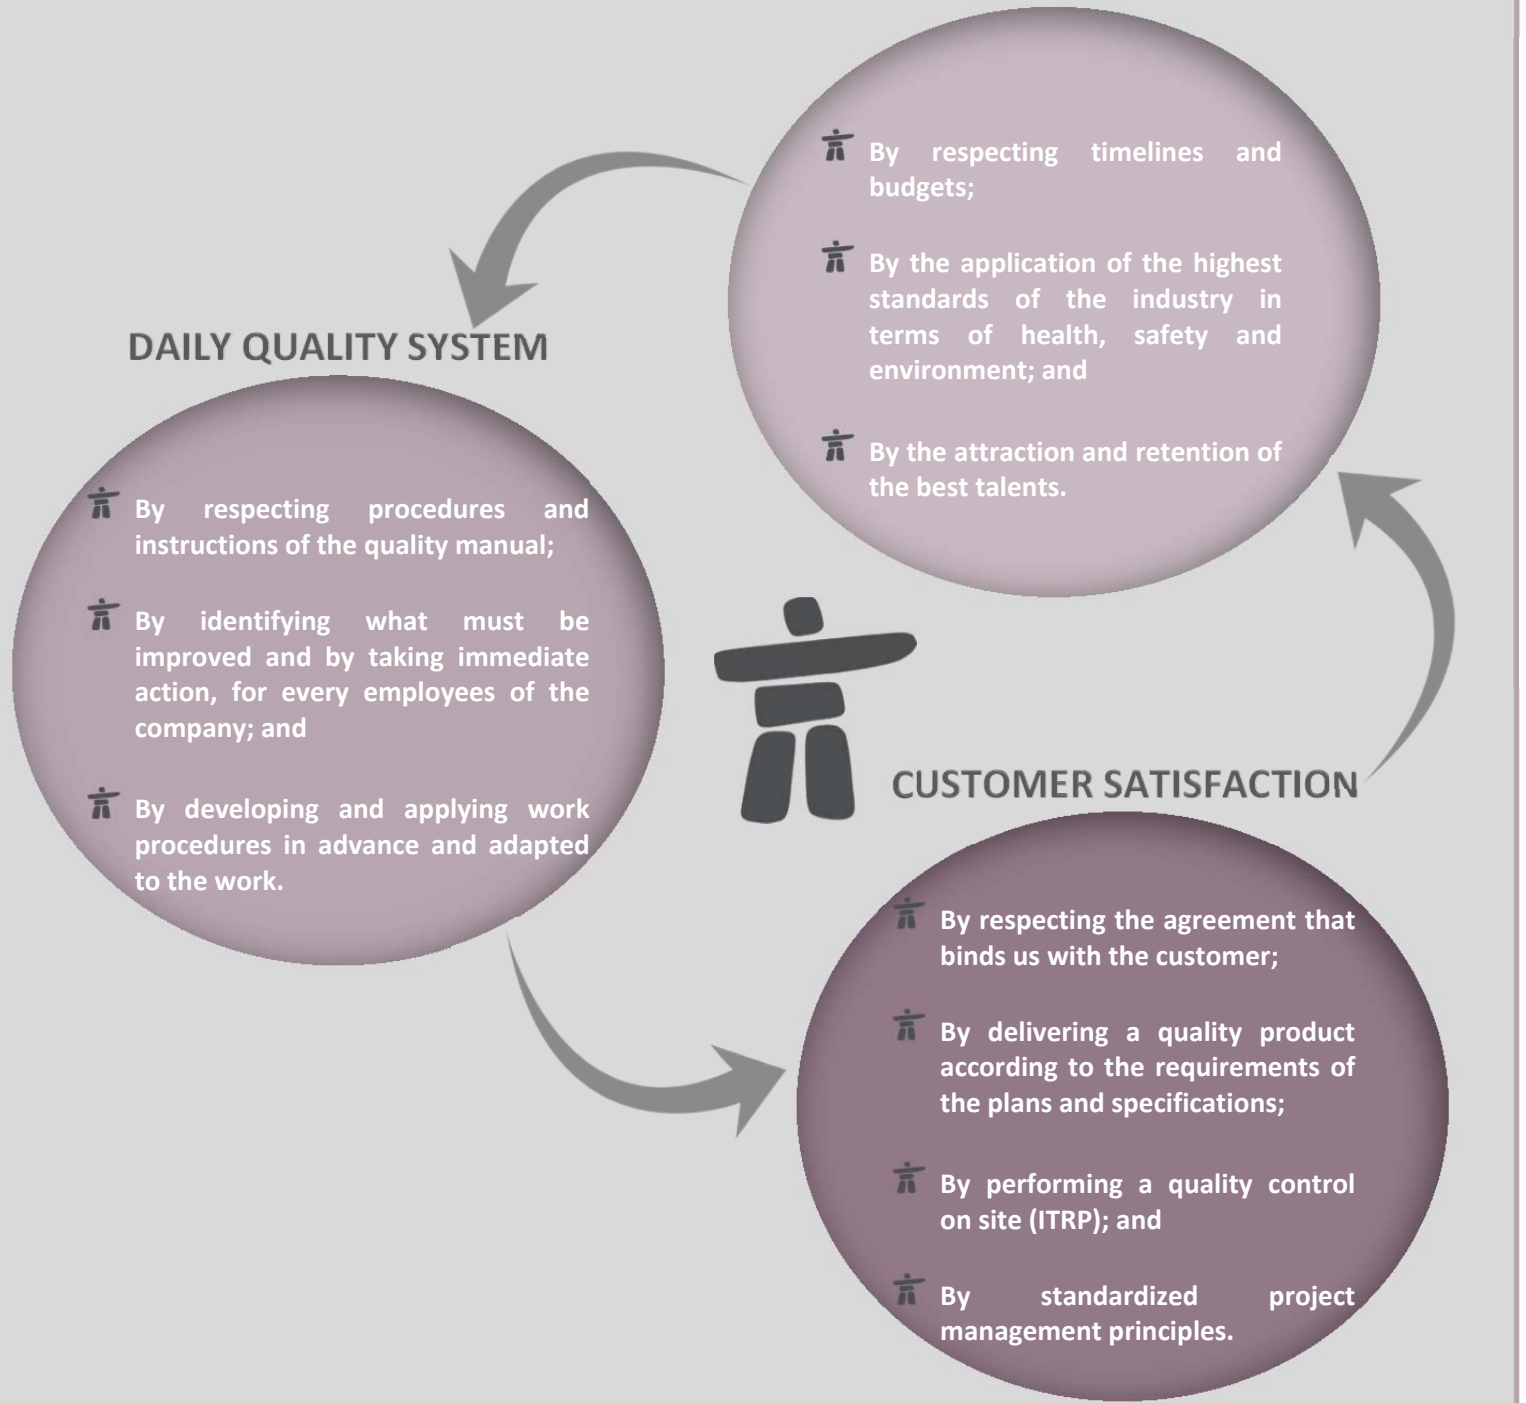 By respecting timelines and
budgets;
By the application of the highest
standards of the industry in
terms of health, safety and
environment; and
By the attraction and retention of
the best talents.
DAILY QUALITY SYSTEM
By respecting procedures and
instructions of the quality manual;
By identifying what must be
improved and by taking immediate
action, for every employees of the
company; and
By developing and applying work
procedures in advance and adapted
to the work.
CUSTOMER SATISFACTION
By respecting the agreement that
binds us with the customer;
By delivering a quality product
according to the requirements of
the plans and specifications;
By performing a quality control
on site (ITRP); and
By standardized project
management principles.